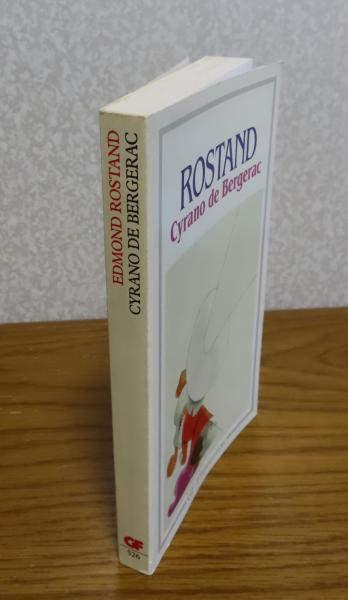 EDMOND ROSTAND
CYRANO DE BERGERAC
GF
526
ROSTAND
Cyrano de Bergerac